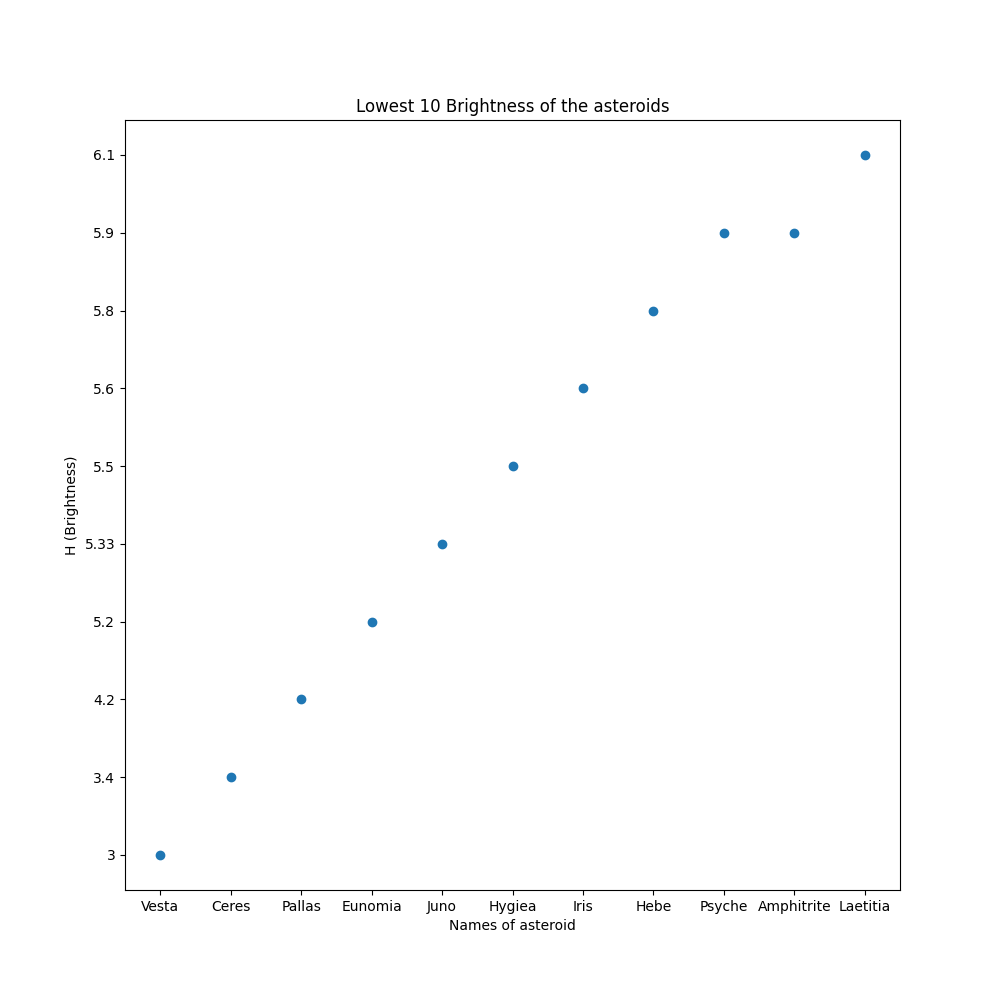 Lowest 10 Brightness of the asteroids
6.1
5.9
5.8
5.6
5.5
5.33
5.2
4.2
3.4
3
H (Brightness)
Vesta Ceres Pallas Eunomia Juno Hygiea Iris Hebe Psyche Amphitrite Laetitia
Names of asteroid